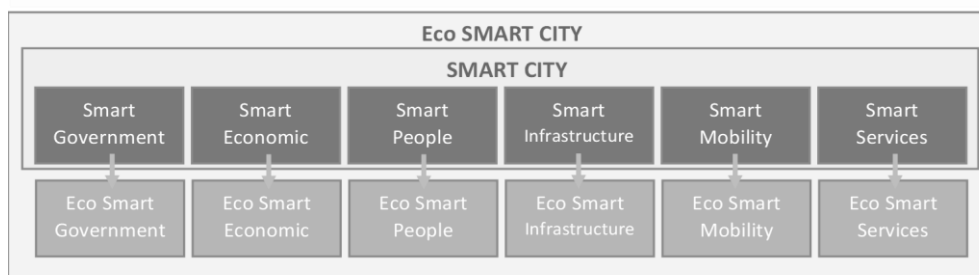 Eco SMART CITY
SMART CITY
Smart
Government
Smart
Economic
Smart
People
Smart
Infrastructure
Smart
Mobility
Smart
Services
Eco Smart
Government
Eco Smart
Economic
Eco Smart
People
Eco Smart
Infrastructure
Eco Smart
Mobility
Eco Smart
Services